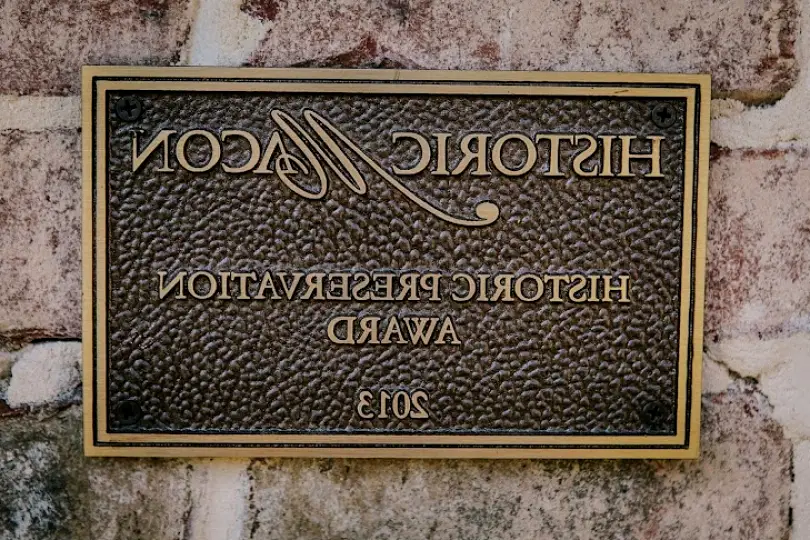 HISTORIC MACON
HISTORIC PRESERVATION
AWARD
2013